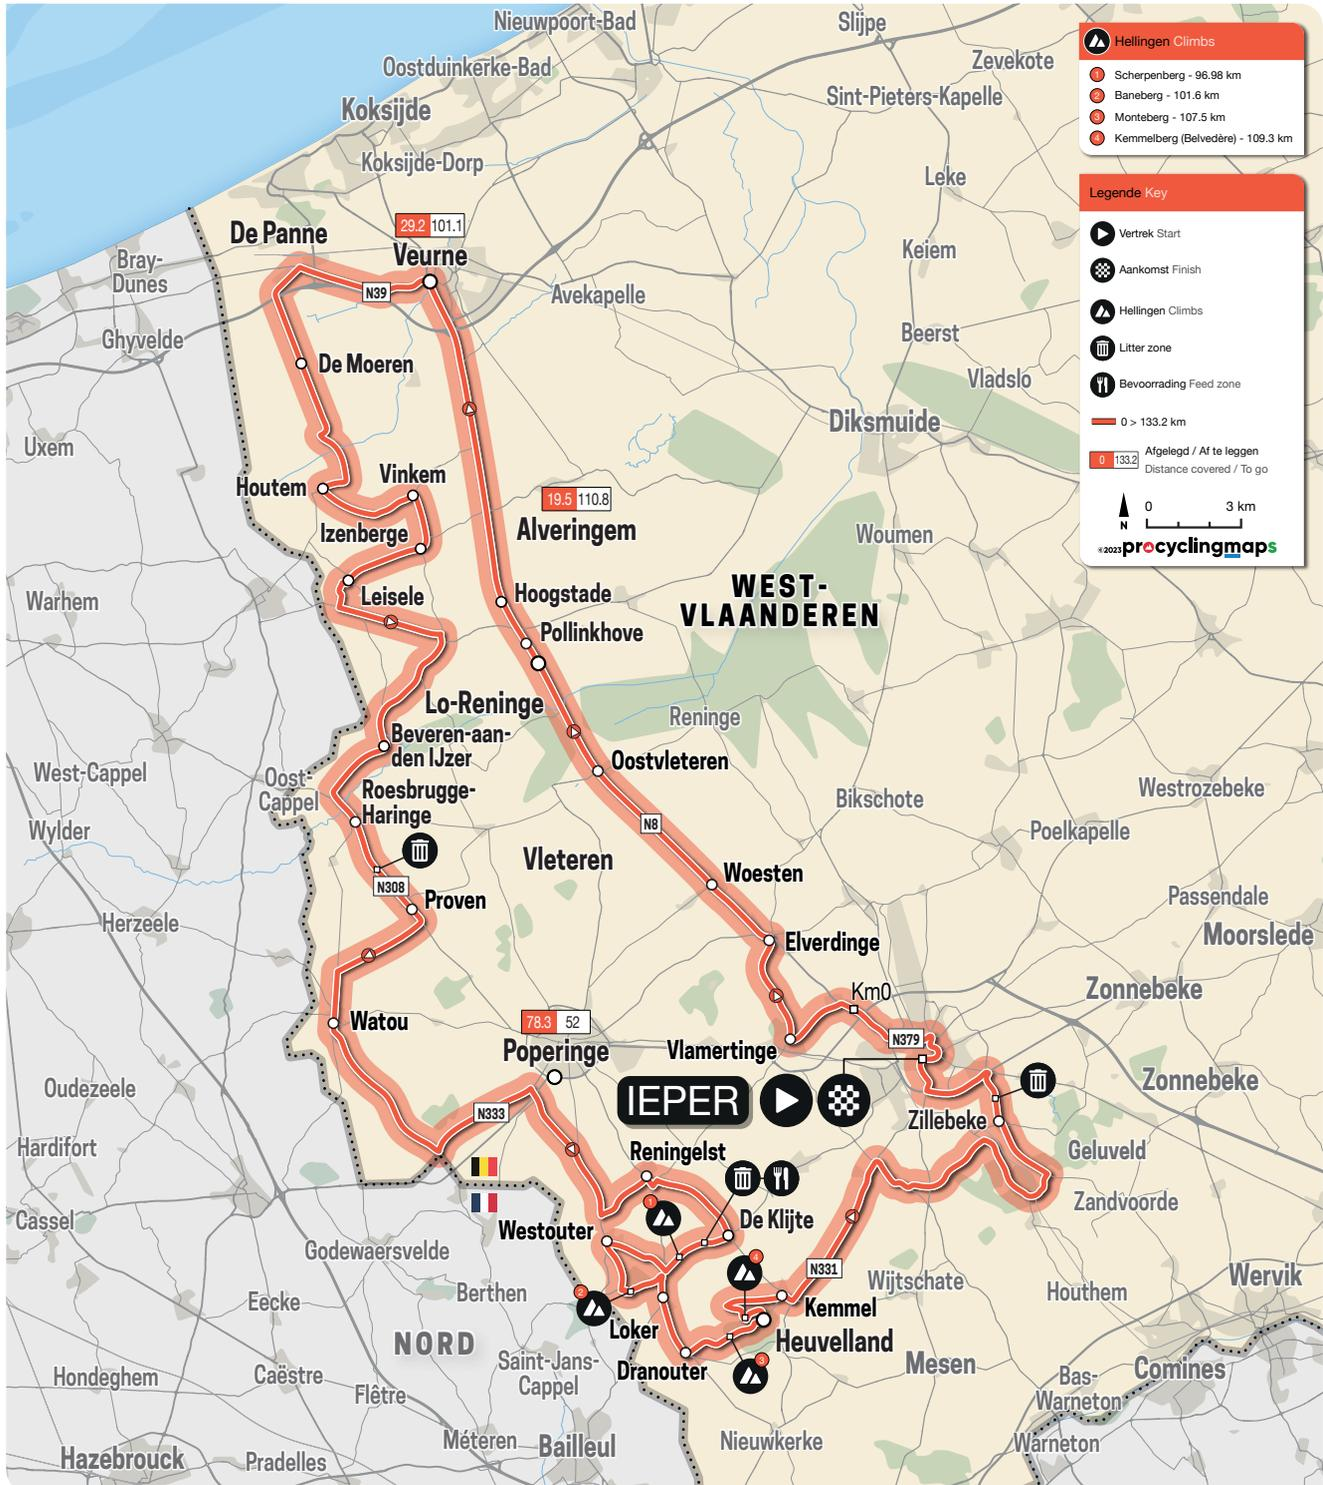 Nieuwpoort-Bad
Slijpe
Oostduinkerke-Bad
Zevekote
Koksijde
Sint-Pieters-Kapelle
Koksijde-Dorp
Leke
Hellingen Climbs
1 Scherpenberg - 96.98 km
2 Baneberg - 101.6 km
3 Monteberg - 107.5 km
4 Kemmelberg (Belvedère) - 109.3 km
Legende Key
Vertrek Start
Aankomst Finish
Hellingen Climbs
Litter zone
Bevoorrading Feed zone
0 > 133.2 km
0 133.2
Afgelegd / Af te leggen
Distance covered / To go
N
0 3 km
©2023 procyclingmaps
De Panne
29.2 101.1
Veurne
Keiem
Bray-
Dunes
N39
Avekapelle
Beerst
Ghyvelde
De Moeren
Vladslo
Diksmuide
Uxem
Houtem
Vinkem
19.5 110.8
Alveringem
Izenberge
Woumen
WEST-
VLAANDEREN
Warhem
Leisele
Hoogstade
Pollinkhove
Lo-Reninge
Reninge
Beveren-aan-
den IJzer
Oostvleteren
West-Cappel
Oost-
Cappel
Roesbrugge-
Haringe
Bikschote
Westrozebeke
Wylder
N8
Poelkapelle
Vleteren
Woesten
N308
Proven
Passendale
Herzeele
Elverdinge
Moorslede
Km0
Zonnebeke
Watou
78.3 52
Poperinge
Vlamertinge
N379
Oudezeele
IEPER
Zonnebeke
N333
Zillebeke
Hardifort
Reningelst
Geluveld
Zandvoorde
Cassel
Westouter
1
De Klijte
Godewaersvelde
4
N331
Wijtschate
Wervik
Berthen
2
Houthem
Eecke
Kemmel
Loker
Heuvelland
NORD
Saint-Jans-
Cappel
Dranouter
3
Mesen
Comines
Hondeghem
Caëstre
Flêtre
Bas-
Warneton
Méteren
Bailleul
Nieuwkerke
Warneton
Hazebrouck
Pradelles